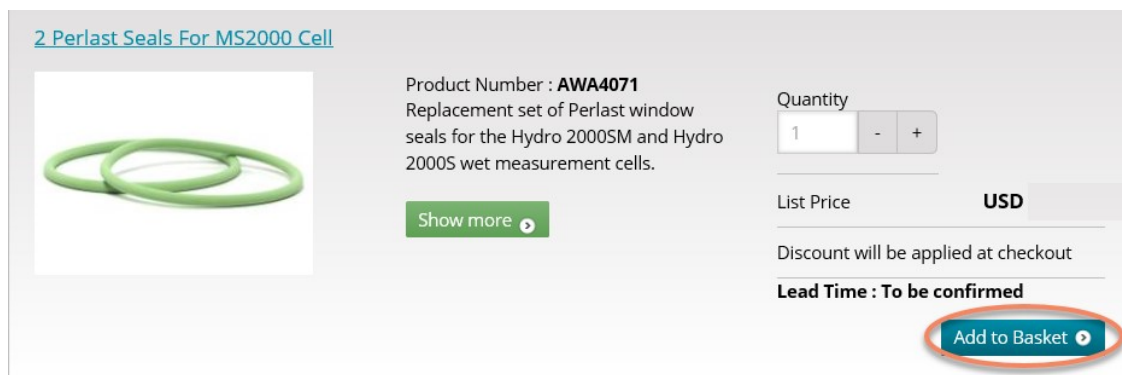 2 Perlast Seals For MS2000 Cell
Product Number : AWA4071
Replacement set of Perlast window
seals for the Hydro 2000SM and Hydro
2000S wet measurement cells.
Show more
Quantity
1 - +
List Price USD
Discount will be applied at checkout
Lead Time : To be confirmed
Add to Basket